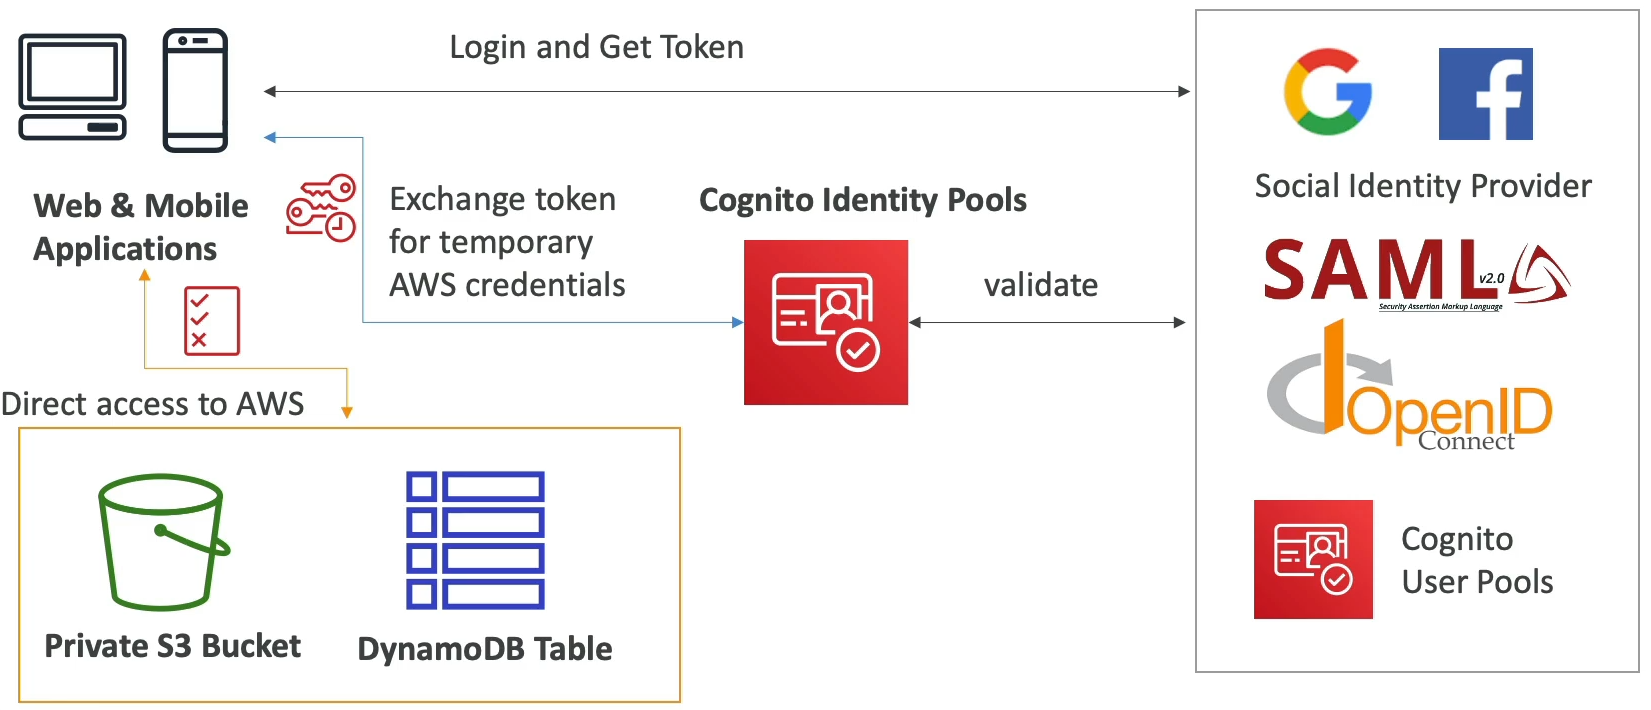 Login and Get Token
Web & Mobile
Applications
Exchange token
for temporary
AWS credentials
Cognito Identity Pools
validate
Social Identity Provider
SAML v2.0
Security Assertion Markup Language
OpenID
Connect
Cognito
User Pools
Direct access to AWS
Private S3 Bucket
DynamoDB Table